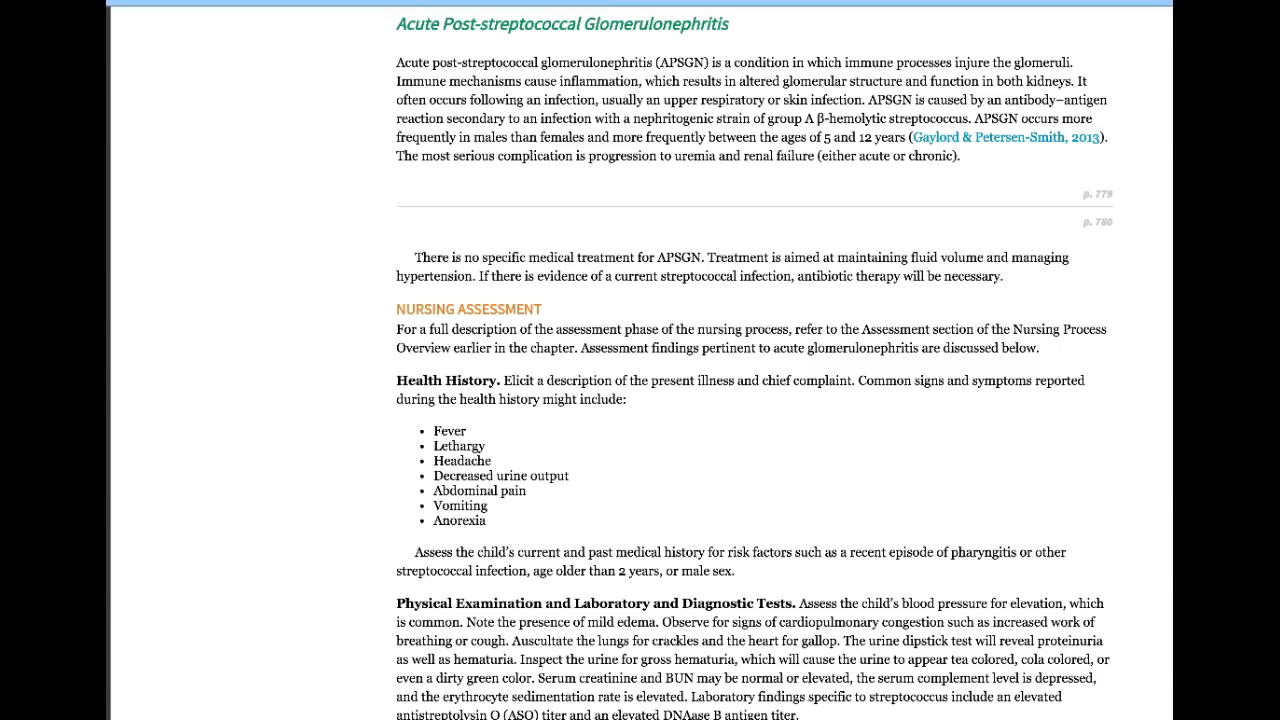 Acute Post-streptococcal Glomerulonephritis
Acute post-streptococcal glomerulonephritis (APSGN) is a condition in which immune processes injure the glomeruli.
Immune mechanisms cause inflammation, which results in altered glomerular structure and function in both kidneys. It
often occurs following an infection, usually an upper respiratory or skin infection. APSGN is caused by an antibody–antigen
reaction secondary to an infection with a nephritogenic strain of group A β-hemolytic streptococcus. APSGN occurs more
frequently in males than females and more frequently between the ages of 5 and 12 years (Gaylord & Petersen-Smith, 2013).
The most serious complication is progression to uremia and renal failure (either acute or chronic).
p. 779
p. 780
There is no specific medical treatment for APSGN. Treatment is aimed at maintaining fluid volume and managing
hypertension. If there is evidence of a current streptococcal infection, antibiotic therapy will be necessary.
NURSING ASSESSMENT
For a full description of the assessment phase of the nursing process, refer to the Assessment section of the Nursing Process
Overview earlier in the chapter. Assessment findings pertinent to acute glomerulonephritis are discussed below.
Health History. Elicit a description of the present illness and chief complaint. Common signs and symptoms reported
during the health history might include:
• Fever
• Lethargy
• Headache
• Decreased urine output
• Abdominal pain
• Vomiting
• Anorexia
Assess the child's current and past medical history for risk factors such as a recent episode of pharyngitis or other
streptococcal infection, age older than 2 years, or male sex.
Physical Examination and Laboratory and Diagnostic Tests. Assess the child's blood pressure for elevation, which
is common. Note the presence of mild edema. Observe for signs of cardiopulmonary congestion such as increased work of
breathing or cough. Auscultate the lungs for crackles and the heart for gallop. The urine dipstick test will reveal proteinuria
as well as hematuria. Inspect the urine for gross hematuria, which will cause the urine to appear tea colored, cola colored, or
even a dirty green color. Serum creatinine and BUN may be normal or elevated, the serum complement level is depressed,
and the erythrocyte sedimentation rate is elevated. Laboratory findings specific to streptococcus include an elevated
antistreptolysin O (ASO) titer and an elevated DNAase B antigen titer.